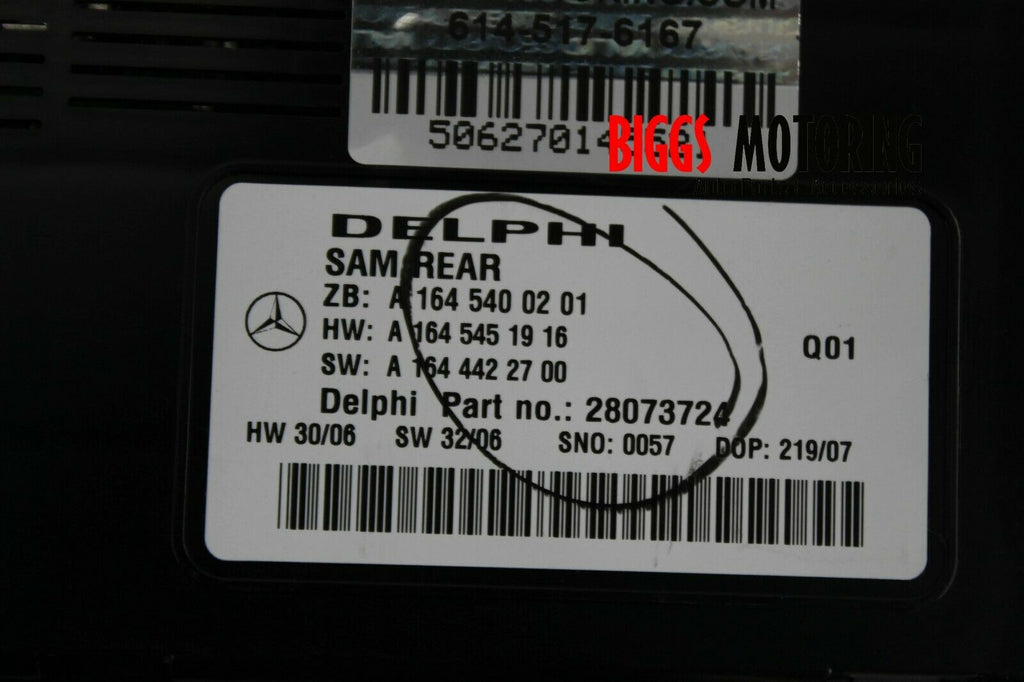 614-517-6167
BIGGS MOTORING
DELPHI
SAM REAR
ZB: A 164 540 02 01
HW: A 164 545 19 16
SW: A 164 442 27 00
Q01
Delphi Part no.: 28073724
HW 30/06 SW 32/06 SNO: 0057 DOP: 219/07